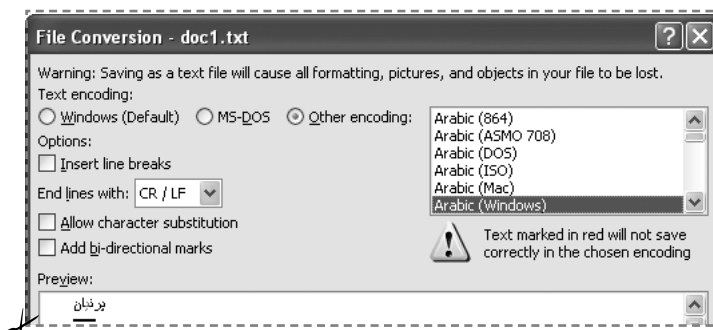 File Conversion - doc1.txt
Warning: Saving as a text file will cause all formatting, pictures, and objects in your file to be lost.
Text encoding:
Windows (Default) MS-DOS Other encoding:
Options:
Insert line breaks
End lines with: CR / LF
Allow character substitution
Add bi-directional marks
Arabic (864)
Arabic (ASMO 708)
Arabic (DOS)
Arabic (ISO)
Arabic (Mac)
Arabic (Windows)
Text marked in red will not save
correctly in the chosen encoding
Preview: